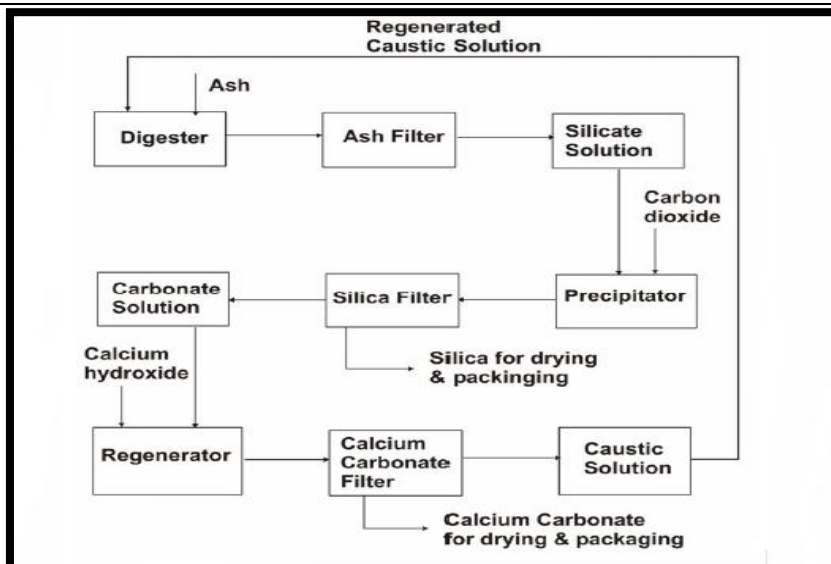 Regenerated
Caustic Solution
Ash
Digester
Ash Filter
Silicate
Solution
Carbon
dioxide
Carbonate
Solution
Silica Filter
Precipitator
Calcium
hydroxide
Silica for drying
& packinging
Regenerator
Calcium
Carbonate
Filter
Caustic
Solution
Calcium Carbonate
for drying & packaging